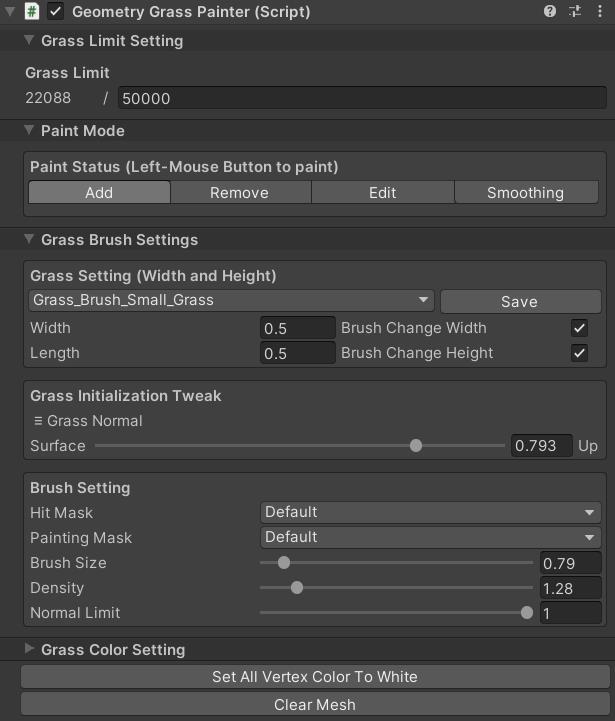 Geometry Grass Painter (Script)
Grass Limit Setting
Grass Limit
22088 / 50000
Paint Mode
Paint Status (Left-Mouse Button to paint)
Add Remove Edit Smoothing
Grass Brush Settings
Grass Setting (Width and Height)
Grass_Brush_Small_Grass Save
Width 0.5 Brush Change Width
Length 0.5 Brush Change Height
Grass Initialization Tweak
Grass Normal
Surface 0.793 Up
Brush Setting
Hit Mask Default
Painting Mask Default
Brush Size 0.79
Density 1.28
Normal Limit 1
Grass Color Setting
Set All Vertex Color To White
Clear Mesh